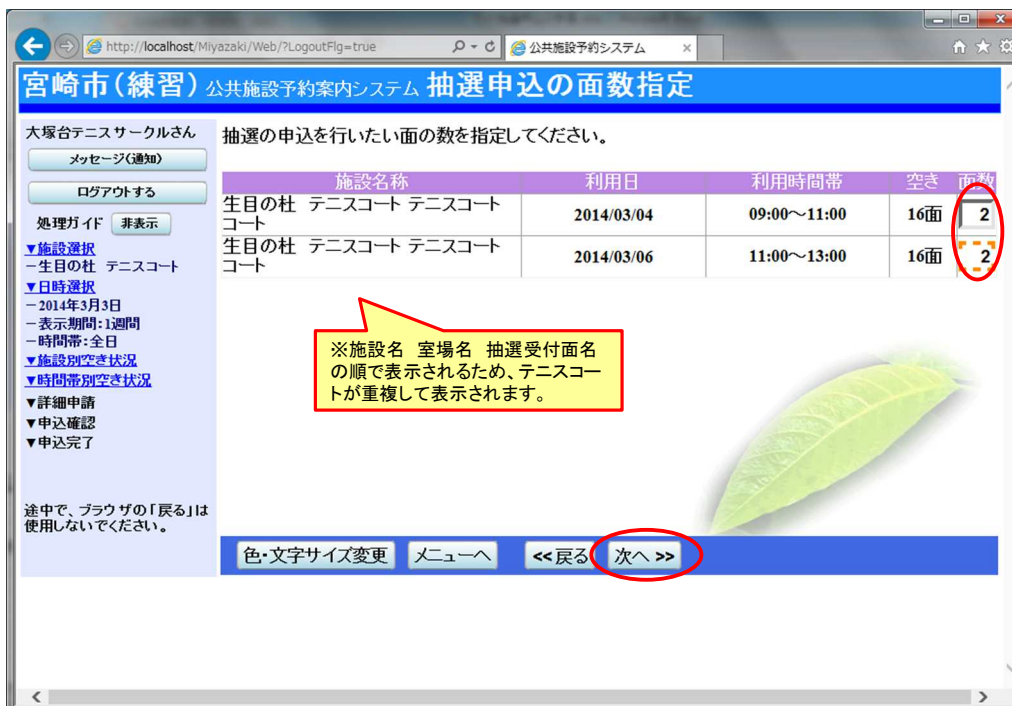 http://localhost/Miyazaki/Web/?LogoutFlg=true
公共施設予約システム
宮崎市(練習) 公共施設予約案内システム 抽選申込の面数指定
大塚台テニスサークルさん
メッセージ(通知)
ログアウトする
処理ガイド 非表示
▼施設選択
－生目の杜 テニスコート
▼日時選択
－2014年3月3日
－表示期間:1週間
－時間帯:全日
▼施設別空き状況
▼時間帯別空き状況
▼詳細申請
▼申込確認
▼申込完了
途中で、ブラウザの「戻る」は
使用しないでください。
抽選の申込を行いたい面の数を指定してください。
施設名称 利用日 利用時間帯 空き 面数
生目の杜 テニスコート テニスコート
コート 2014/03/04 09:00～11:00 16面 2
生目の杜 テニスコート テニスコート
コート 2014/03/06 11:00～13:00 16面 2
※施設名 室場名 抽選受付面名
の順で表示されるため、テニスコー
トが重複して表示されます。
色・文字サイズ変更 メニューへ <<戻る 次へ >>